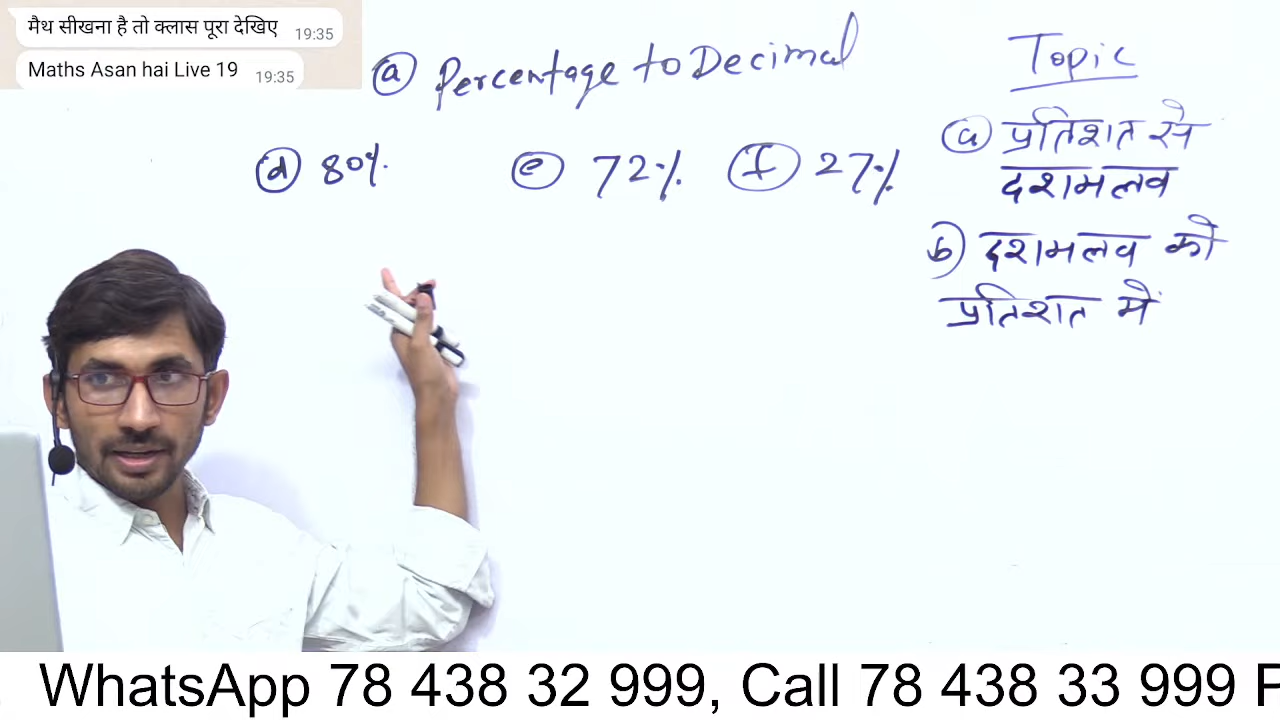 मैथ सीखना है तो क्लास पूरा देखिए 19:35
Maths Asan hai Live 19 19:35
(a) Percentage to Decimal
(d) 80% (e) 72% (f) 27%
Topic
(a) प्रतिशत से
दशमलव
(b) दशमलव को
प्रतिशत में
WhatsApp 78 438 32 999, Call 78 438 33 999 P